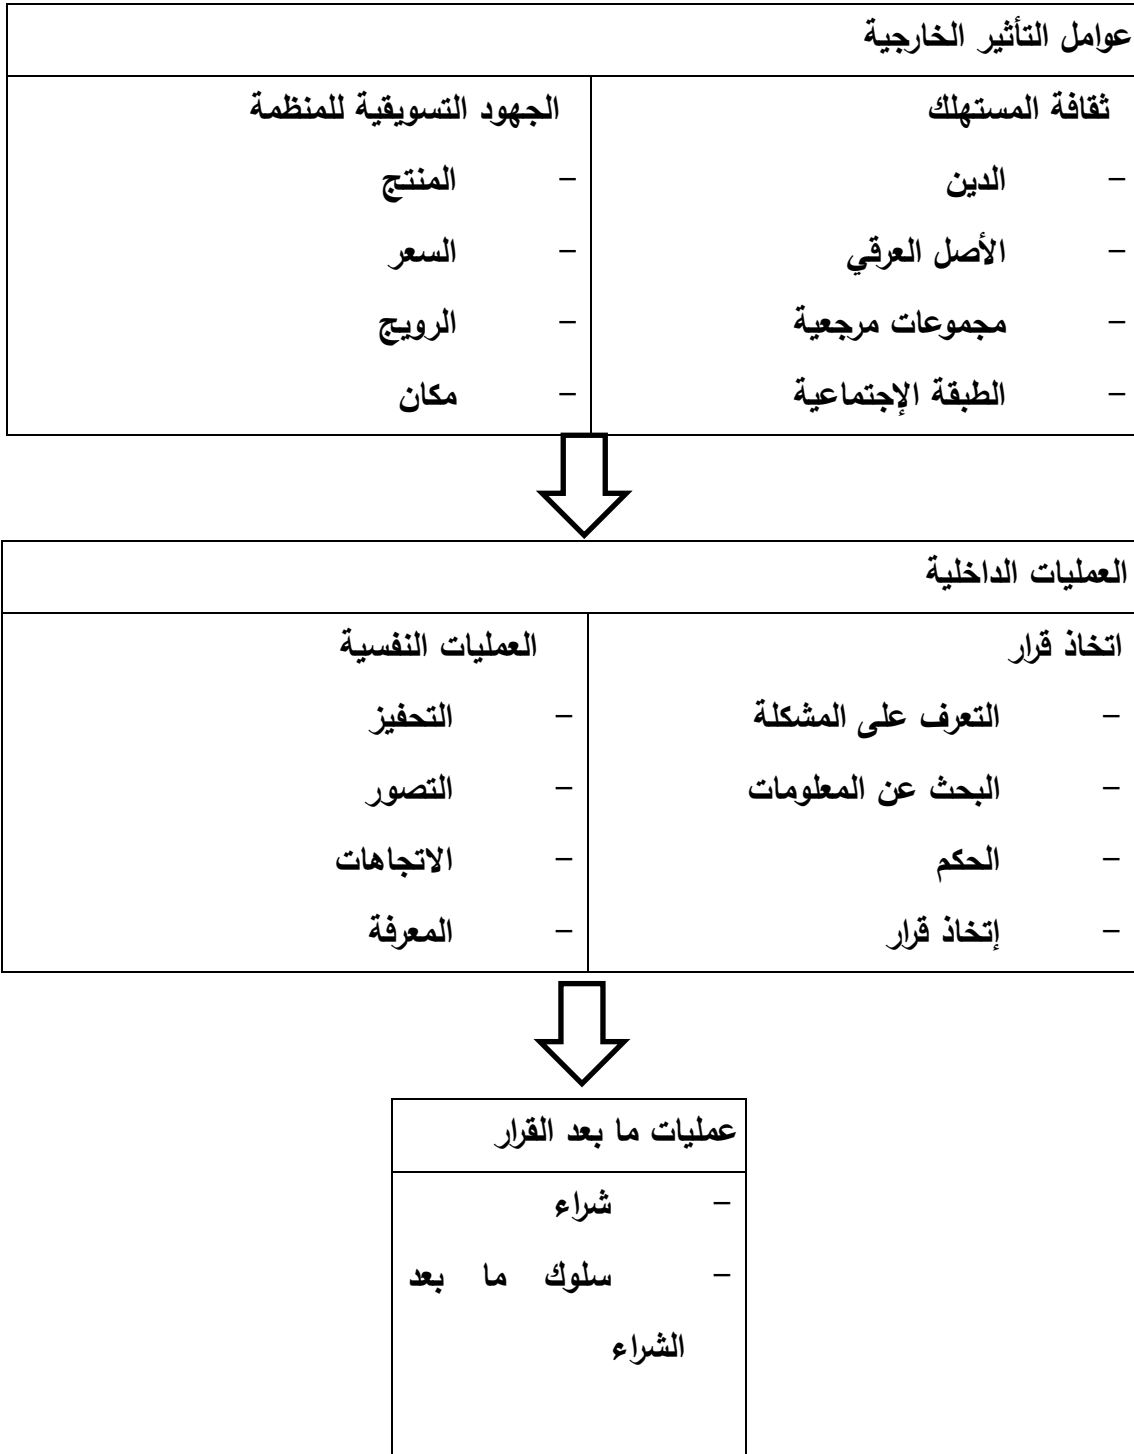 عوامل التأثير الخارجية
ثقافة المستهلك
- الدين
- الأصل العرقي
- مجموعات مرجعية
- الطبقة الإجتماعية
الجهود التسويقية للمنظمة
- المنتج
- السعر
- الرويج
- مكان
العمليات الداخلية
اتخاذ قرار
- التعرف على المشكلة
- البحث عن المعلومات
- الحكم
- إتخاذ قرار
العمليات النفسية
- التحفيز
- التصور
- الاتجاهات
- المعرفة
عمليات ما بعد القرار
- شراء
- سلوك ما بعد
الشراء